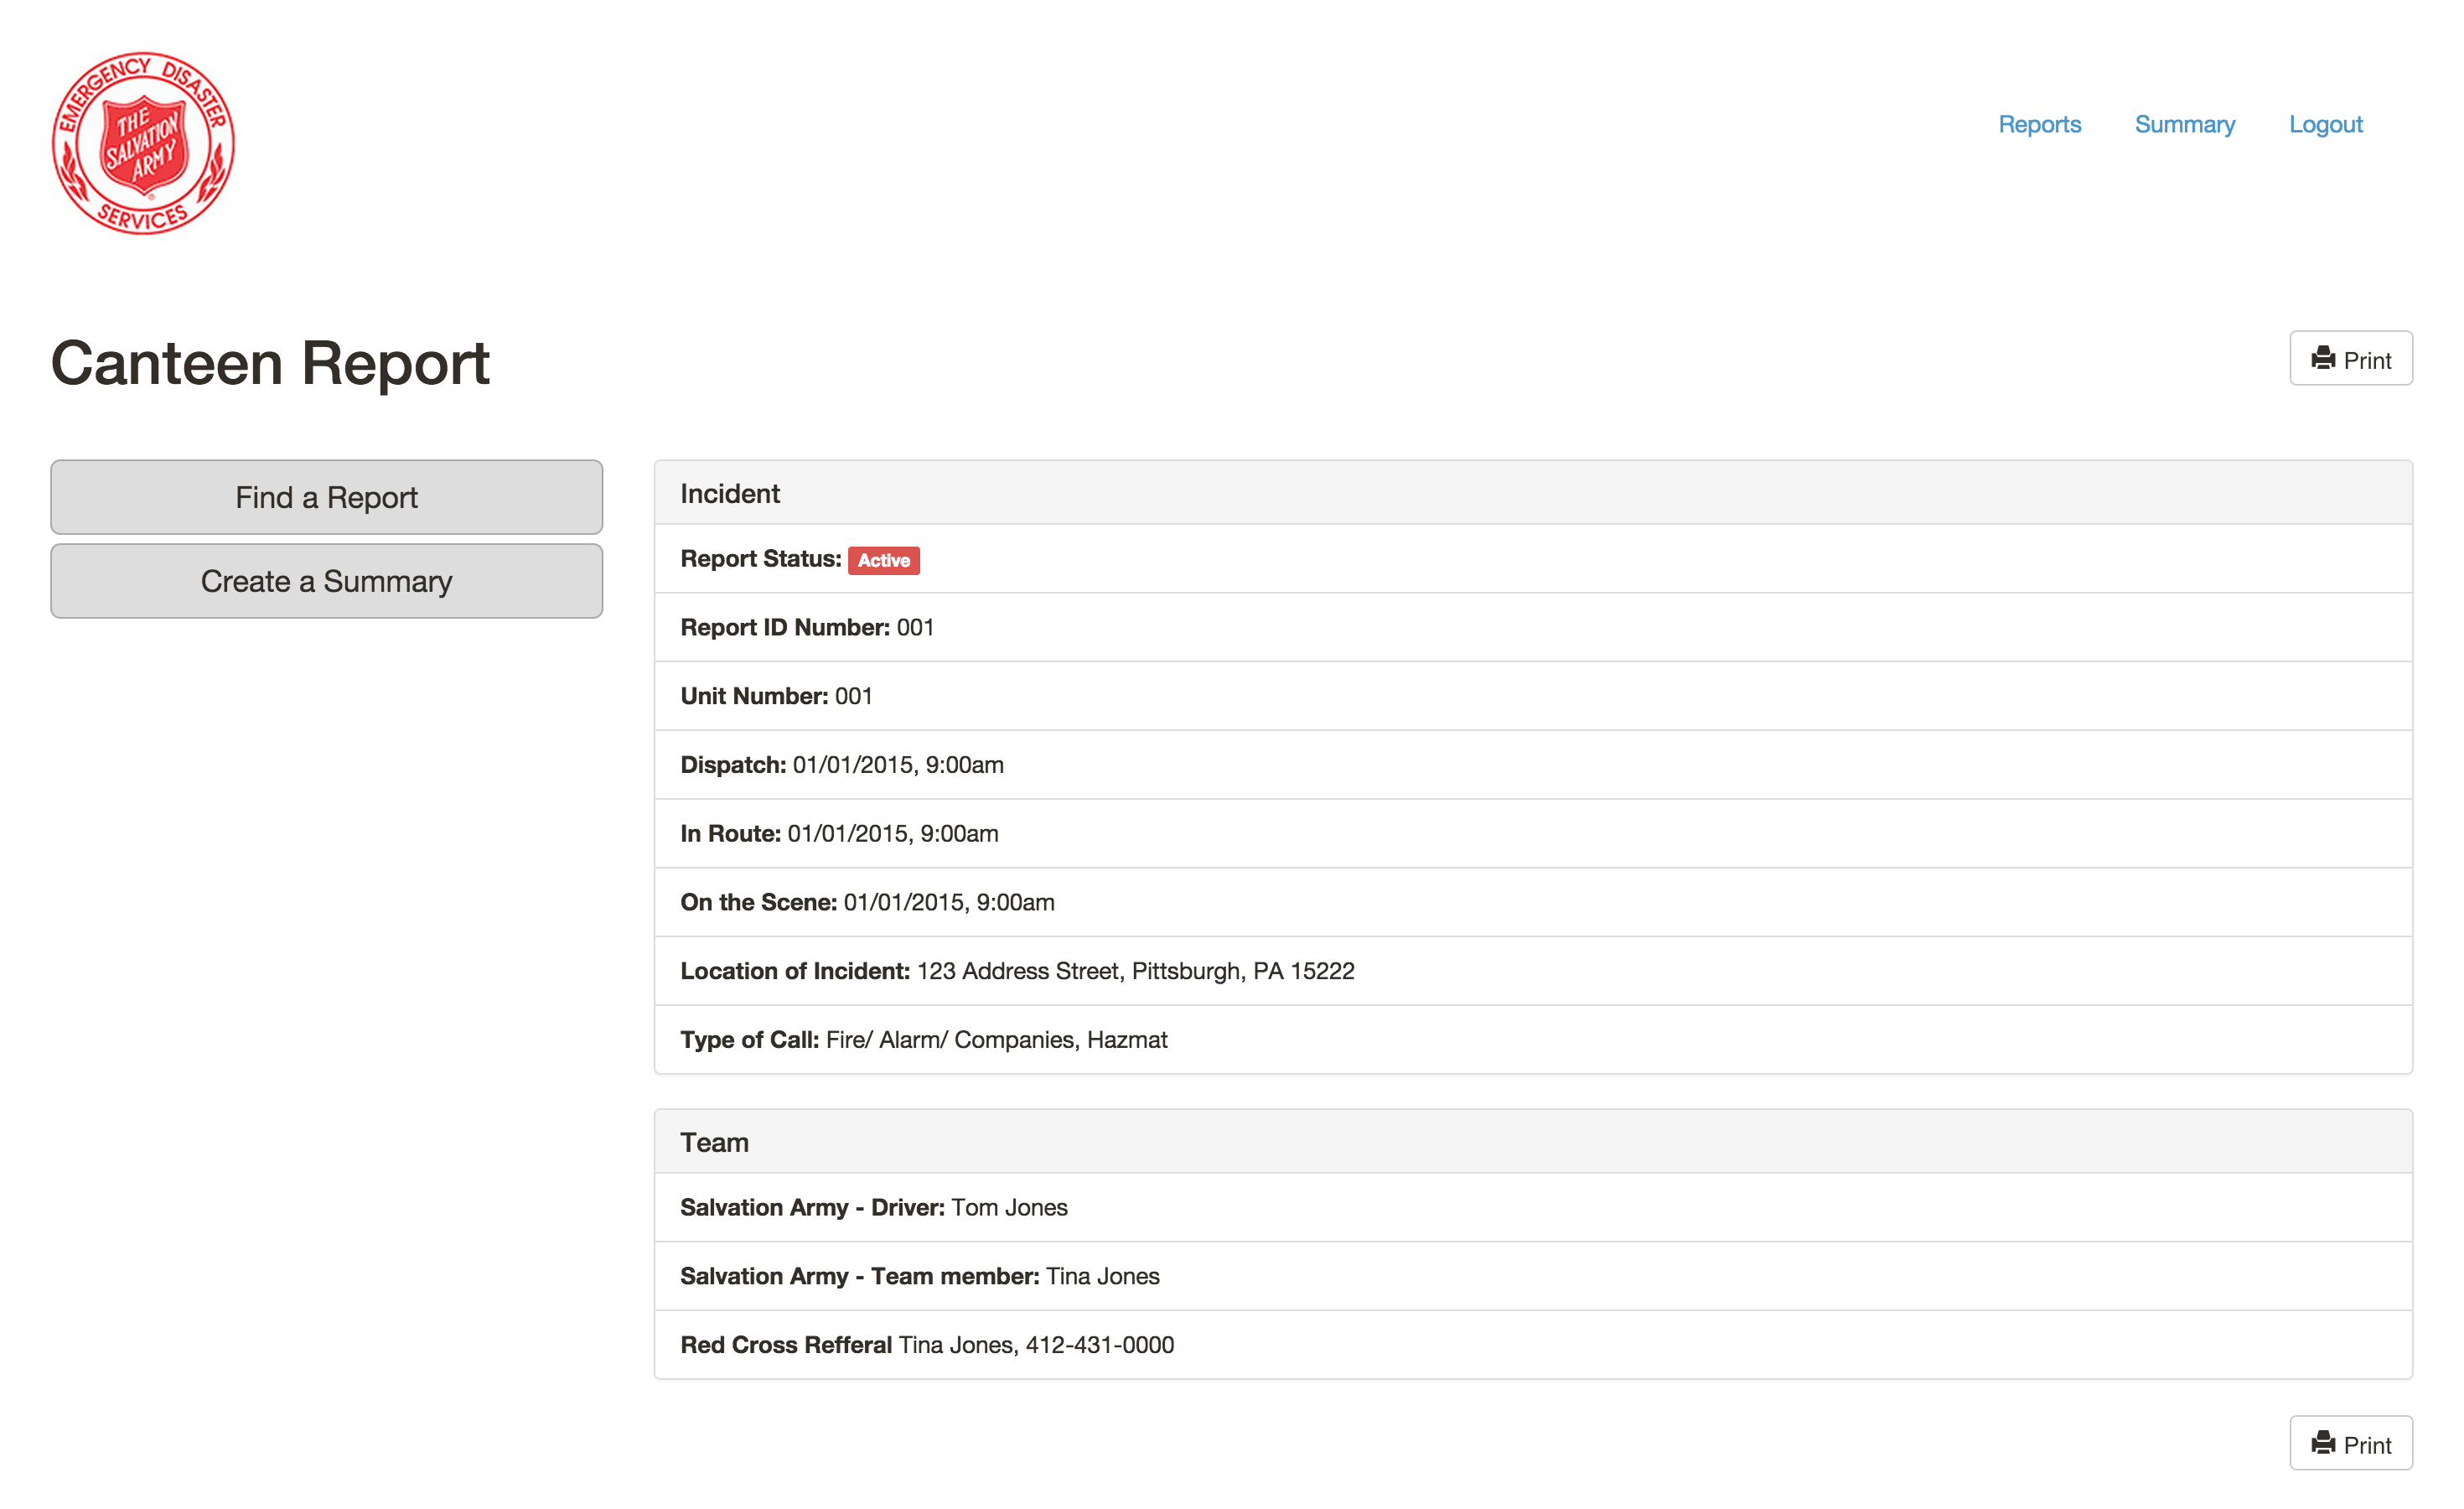 EMERGENCY DISASTER
THE
SALVATION
ARMY
SERVICES
Reports Summary Logout
Canteen Report
Print
Find a Report
Create a Summary
Incident
Report Status: Active
Report ID Number: 001
Unit Number: 001
Dispatch: 01/01/2015, 9:00am
In Route: 01/01/2015, 9:00am
On the Scene: 01/01/2015, 9:00am
Location of Incident: 123 Address Street, Pittsburgh, PA 15222
Type of Call: Fire/ Alarm/ Companies, Hazmat
Team
Salvation Army - Driver: Tom Jones
Salvation Army - Team member: Tina Jones
Red Cross Refferal Tina Jones, 412-431-0000
Print